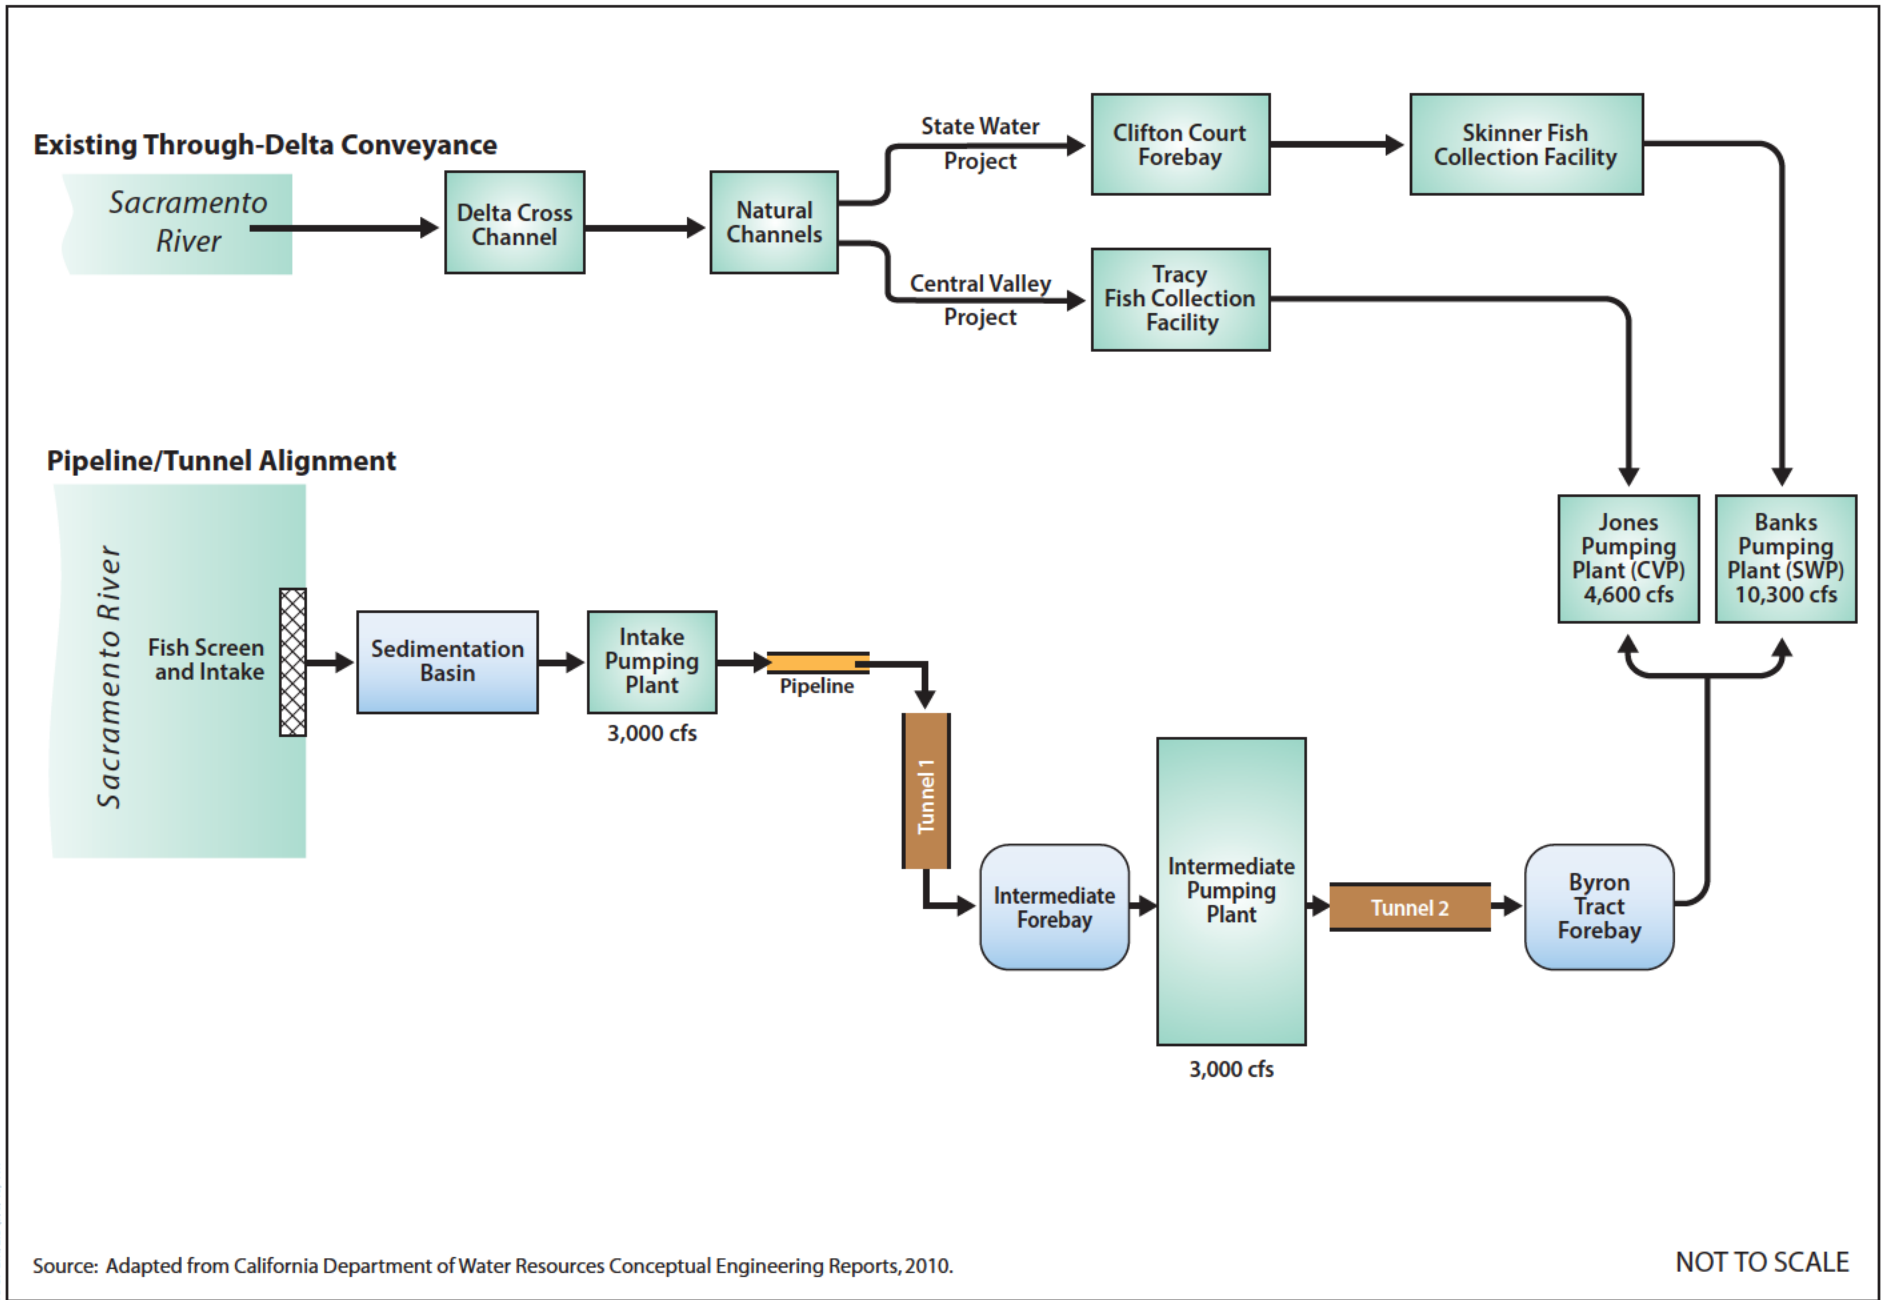 Existing Through-Delta Conveyance
Sacramento
River
Delta Cross
Channel
Natural
Channels
State Water
Project
Central Valley
Project
Clifton Court
Forebay
Skinner Fish
Collection Facility
Tracy
Fish Collection
Facility
Pipeline/Tunnel Alignment
Sacramento River
Fish Screen
and Intake
Sedimentation
Basin
Intake
Pumping
Plant
3,000 cfs
Pipeline
Tunnel 1
Intermediate
Forebay
Intermediate
Pumping
Plant
3,000 cfs
Tunnel 2
Byron
Tract
Forebay
Jones
Pumping
Plant (CVP)
4,600 cfs
Banks
Pumping
Plant (SWP)
10,300 cfs
Source: Adapted from California Department of Water Resources Conceptual Engineering Reports, 2010.
NOT TO SCALE